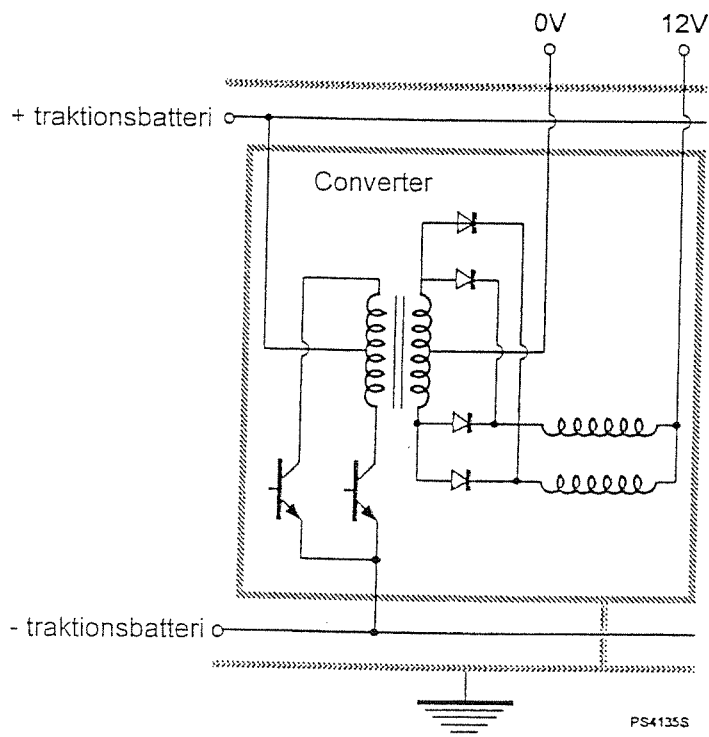 0V 12V
+ traktionsbatteri
Converter
- traktionsbatteri
PS4135S